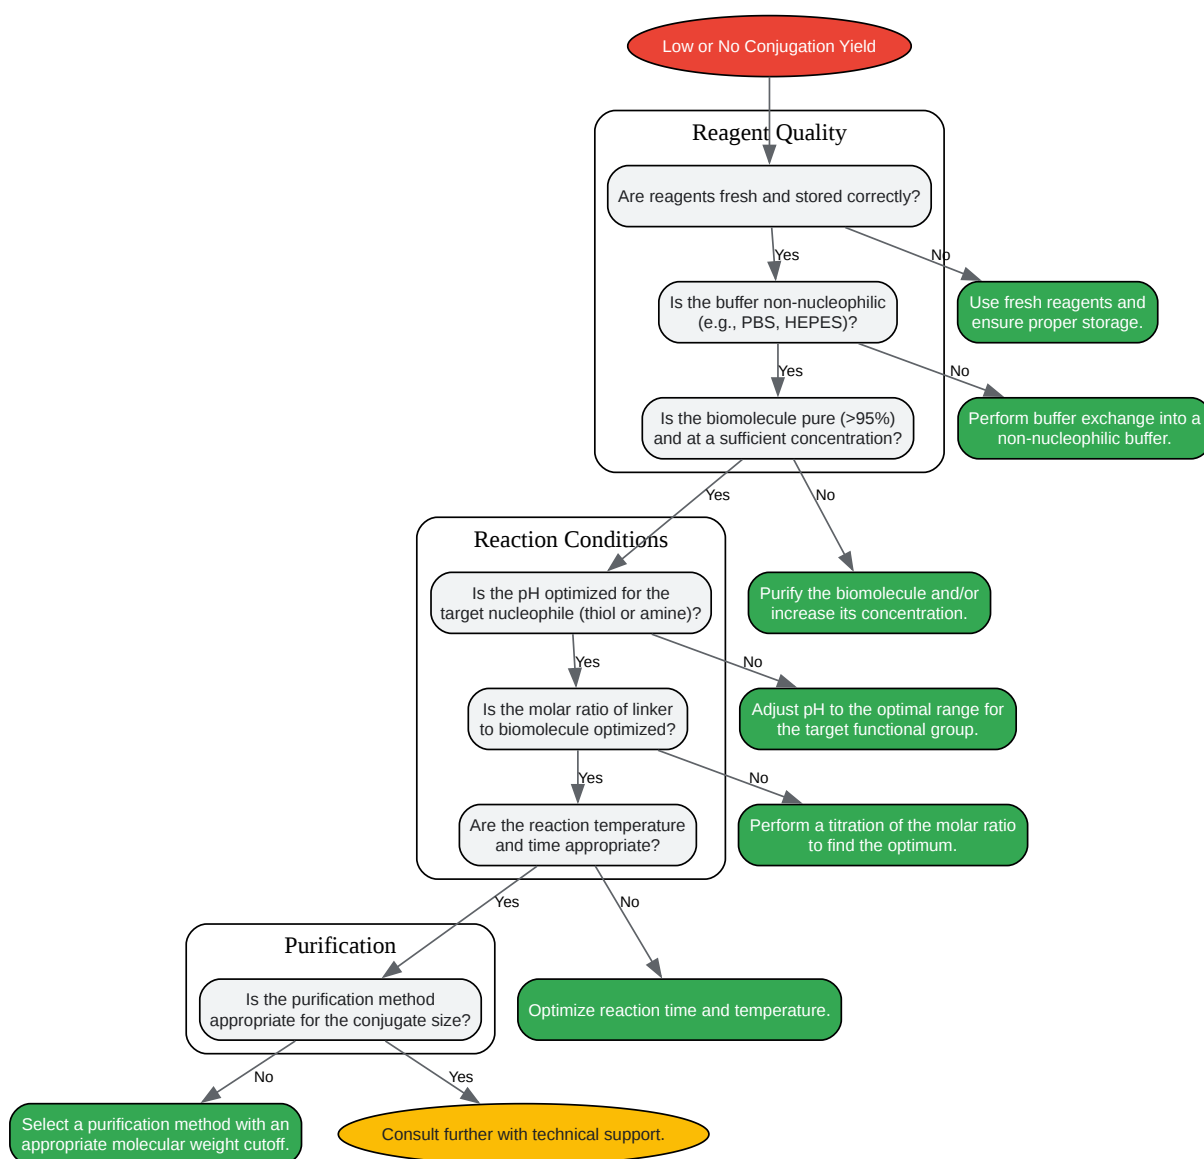 Low or No Conjugation Yield
Reagent Quality
Are reagents fresh and stored correctly?
Yes
No
Is the buffer non-nucleophilic
(e.g., PBS, HEPES)?
Use fresh reagents and
ensure proper storage.
Yes
No
Is the biomolecule pure (>95%)
and at a sufficient concentration?
Perform buffer exchange into a
non-nucleophilic buffer.
Yes
No
Reaction Conditions
Is the pH optimized for the
target nucleophile (thiol or amine)?
Purify the biomolecule and/or
increase its concentration.
Yes
No
Is the molar ratio of linker
to biomolecule optimized?
Adjust pH to the optimal range for
the target functional group.
Yes
No
Are the reaction temperature
and time appropriate?
Perform a titration of the molar ratio
to find the optimum.
Yes
No
Purification
Is the purification method
appropriate for the conjugate size?
Optimize reaction time and temperature.
No
Yes
Select a purification method with an
appropriate molecular weight cutoff.
Consult further with technical support.